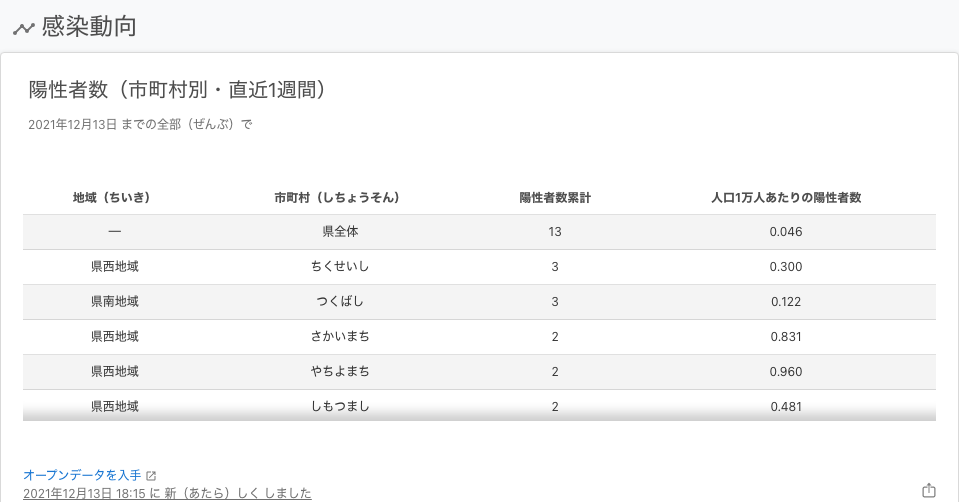 感染動向
陽性者数（市町村別・直近1週間）
2021年12月13日 までの全部（ぜんぶ）で
地域（ちいき） 市町村（しちょうそん） 陽性者数累計 人口1万人あたりの陽性者数
— 県全体 13 0.046
県西地域 ちくせいし 3 0.300
県南地域 つくばし 3 0.122
県西地域 さかいまち 2 0.831
県西地域 やちよまち 2 0.960
県西地域 しもつまし 2 0.481
オープンデータを入手
2021年12月13日 18:15 に 新（あたら）しく しました